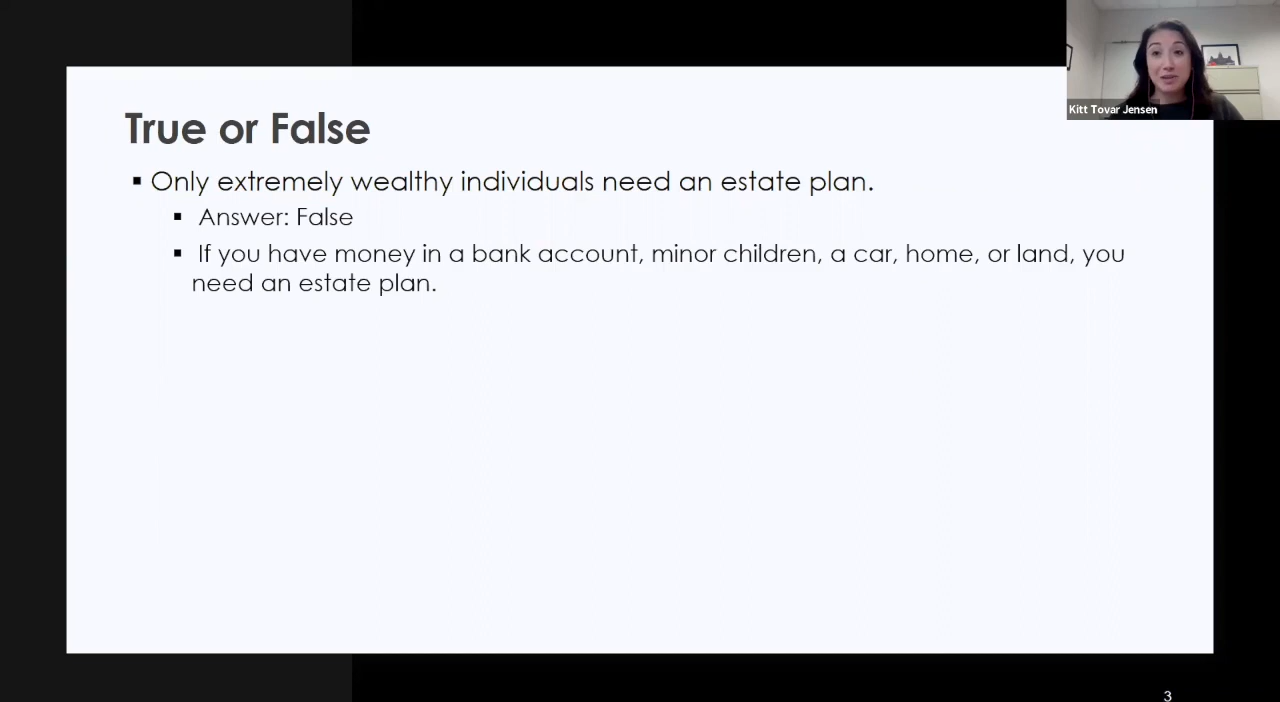 Kitt Tovar Jensen
True or False
▪ Only extremely wealthy individuals need an estate plan.
▪ Answer: False
▪ If you have money in a bank account, minor children, a car, home, or land, you
need an estate plan.
3